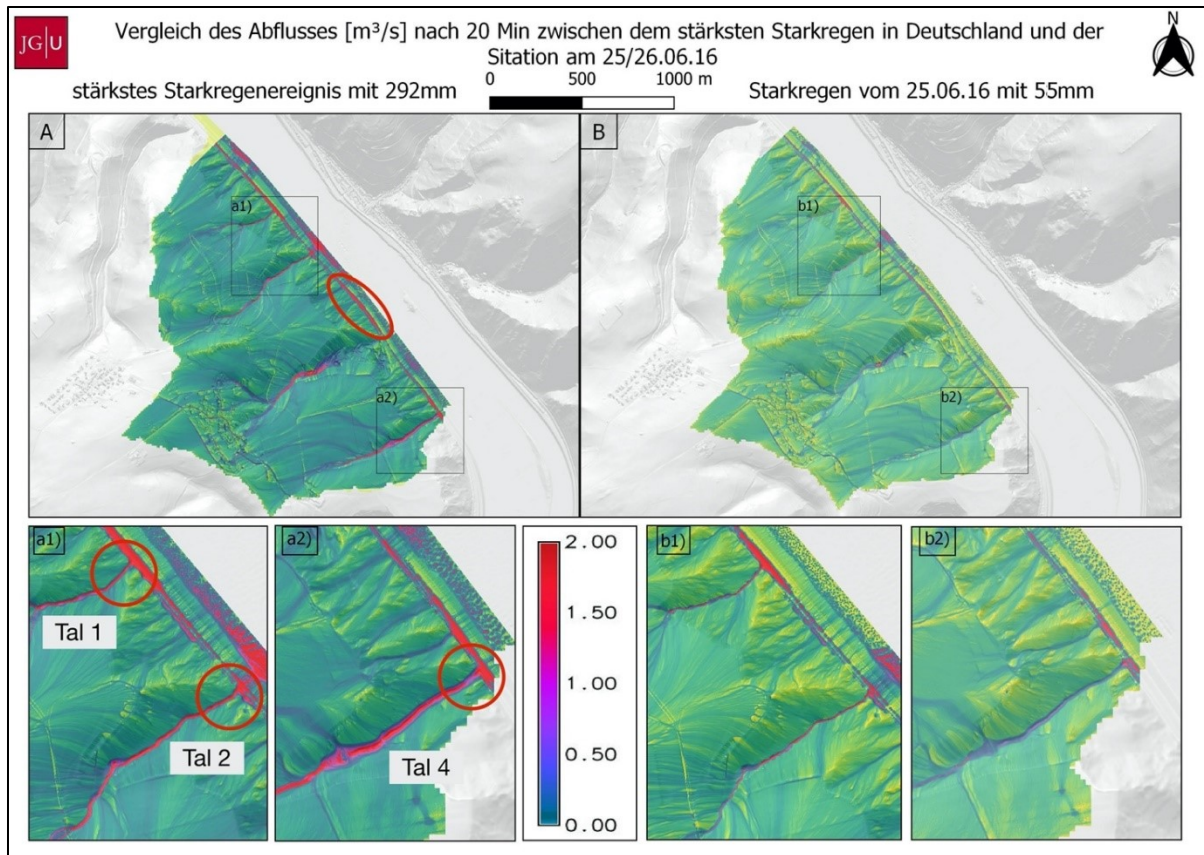 JG|U
Vergleich des Abflusses [m³/s] nach 20 Min zwischen dem stärksten Starkregen in Deutschland und der
Sitation am 25/26.06.16
N
0 500 1000 m
stärkstes Starkregenereignis mit 292mm
Starkregen vom 25.06.16 mit 55mm
A
a1)
a2)
B
b1)
b2)
a1)
Tal 1
Tal 2
a2)
Tal 4
2.00
1.50
1.00
0.50
0.00
b1)
b2)